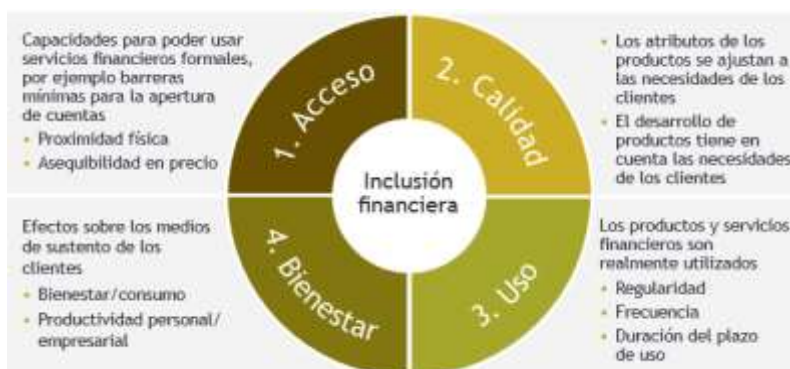 Capacidades para poder usar
servicios financieros formales,
por ejemplo barreras
mínimas para la apertura
de cuentas
• Proximidad física
• Asequibilidad en precio
1. Acceso
2. Calidad
• Los atributos de los
productos se ajustan a
las necesidades de los
clientes
• El desarrollo de
productos tiene en
cuenta las necesidades
de los clientes
Inclusión
financiera
Efectos sobre los medios
de sustento de los
clientes
• Bienestar/consumo
• Productividad personal/
empresarial
4. Bienestar
3. Uso
Los productos y servicios
financieros son
realmente utilizados
• Regularidad
• Frecuencia
• Duración del plazo
de uso